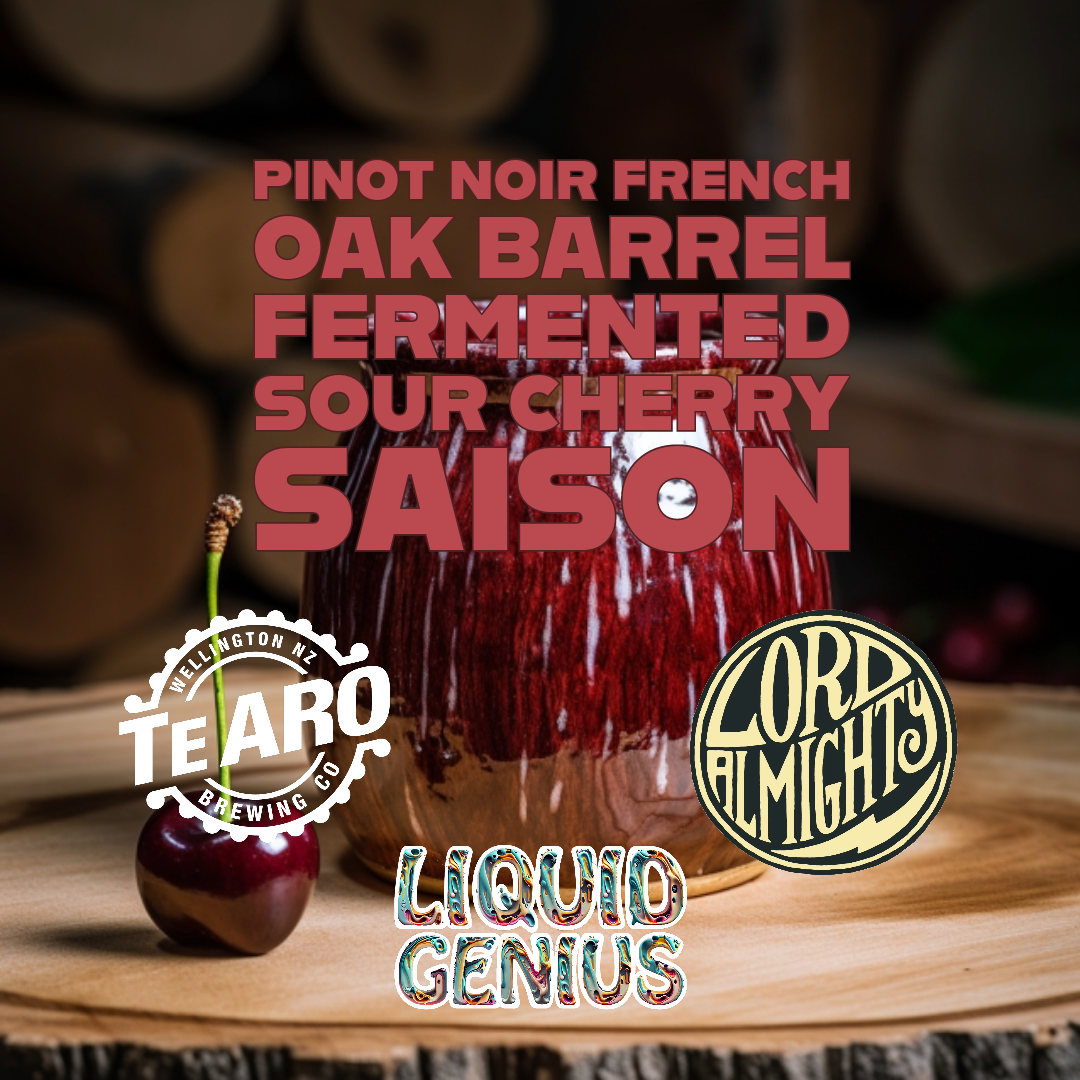 PINOT NOIR FRENCH
OAK BARREL
FERMENTED
SOUR CHERRY
SAISON
WELLINGTON NZ
TE ARO
BREWING CO
LORD
ALMIGHTY
LIQUID
GENIUS